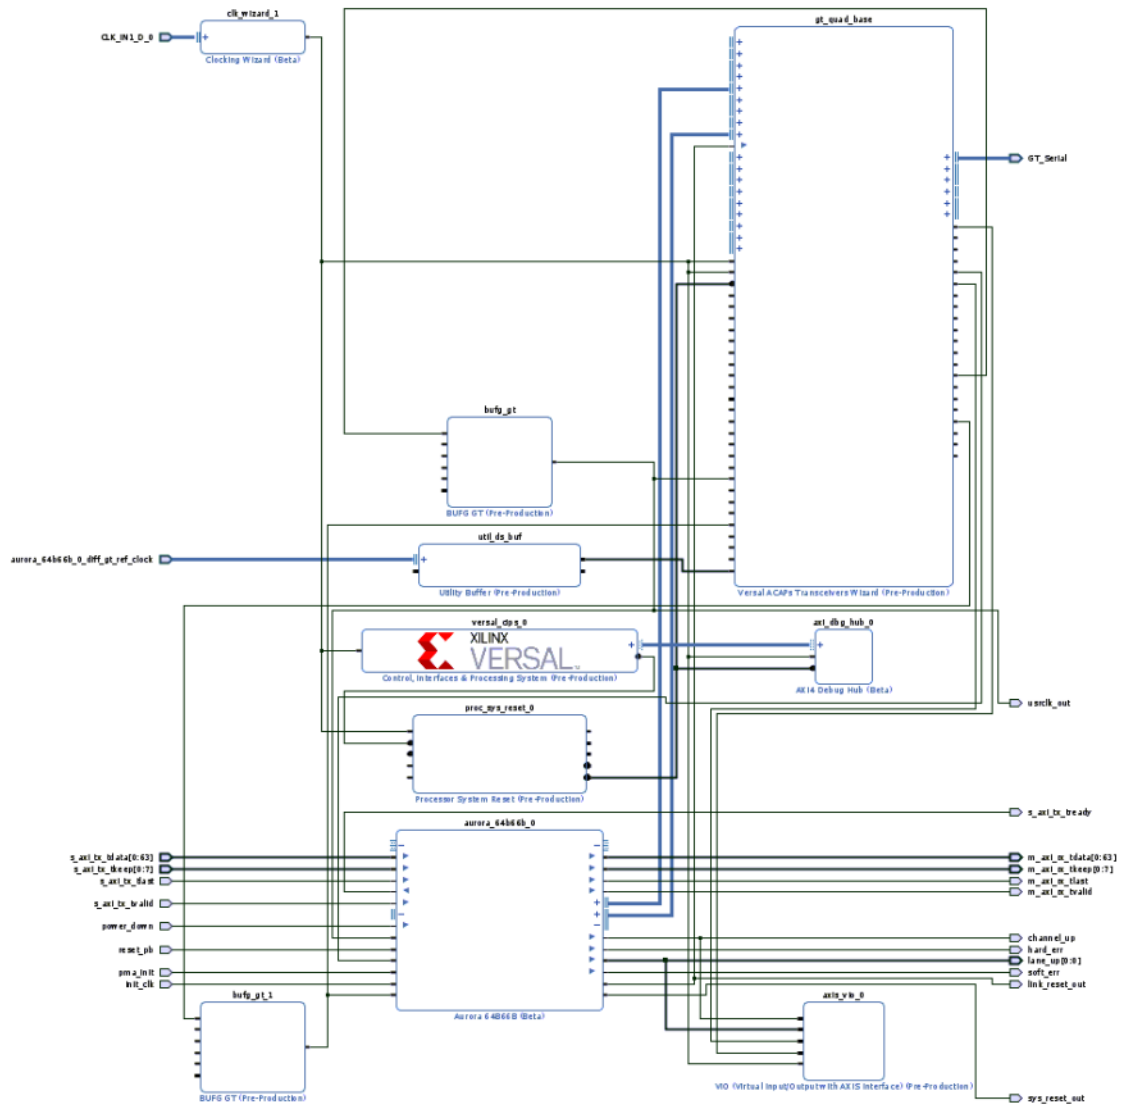 clk_wizard_1
CLK_IN1_D_0
Clocking Wizard (Beta)
gt_quad_base
GT_Serial
bufg_gt
BUFG GT (Pre-Production)
util_ds_buf
aurora_64b66b_0_diff_gt_ref_clock
Utility Buffer (Pre-Production)
Versal ACAPs Transceivers Wizard (Pre-Production)
versal_cips_0
XILINX
VERSAL
Control, Interfaces & Processing System (Pre-Production)
axi_dbg_hub_0
AXI4 Debug Hub (Beta)
usrclk_out
proc_sys_reset_0
Processor System Reset (Pre-Production)
s_axi_tx_tready
aurora_64b66b_0
s_axi_tx_tdata[0:63]
s_axi_tx_tkeep[0:7]
s_axi_tx_tlast
s_axi_tx_tvalid
power_down
reset_pb
pma_init
init_clk
m_axi_rx_tdata[0:63]
m_axi_rx_tkeep[0:7]
m_axi_rx_tlast
m_axi_rx_tvalid
channel_up
hard_err
lane_up[0:0]
soft_err
link_reset_out
Aurora 64B66B (Beta)
bufg_gt_1
BUFG GT (Pre-Production)
axis_vio_0
VIO (Virtual Input/Output with AXIS Interface) (Pre-Production)
sys_reset_out